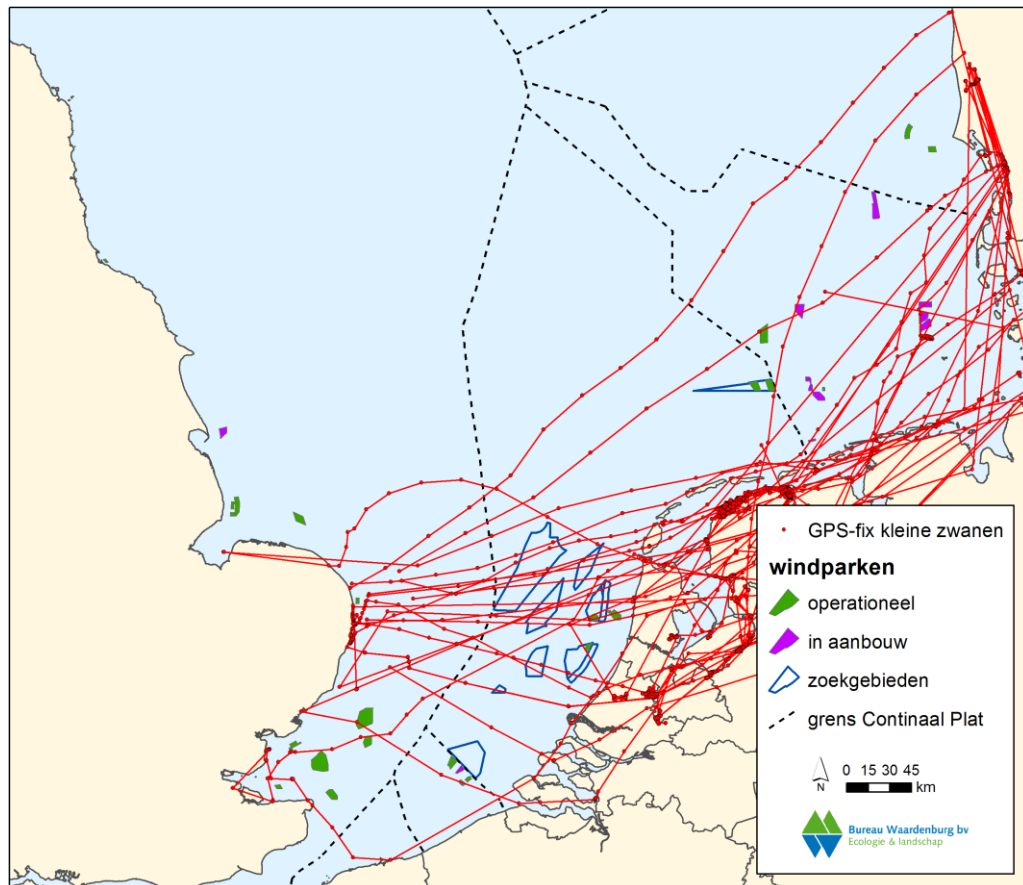 GPS-fix kleine zwanen
windparken
operationeel
in aanbouw
zoekgebieden
grens Continaal Plat
N
0 15 30 45
km
Bureau Waardenburg bv
Ecologie & landschap